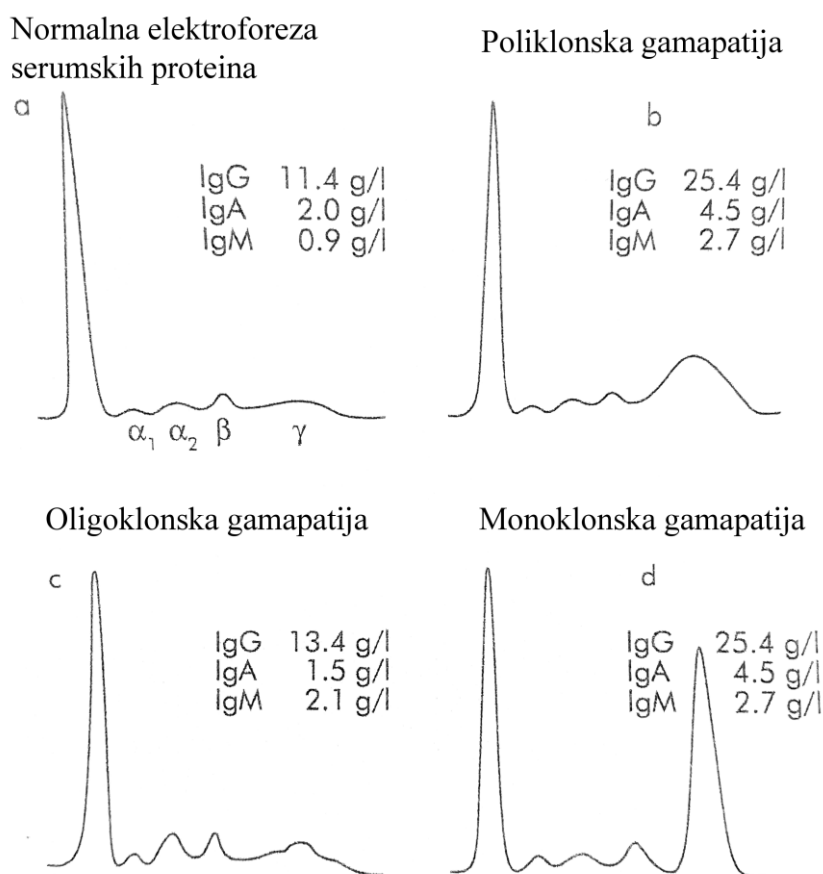 Normalna elektroforeza
serumskih proteina
a
IgG 11.4 g/l
IgA 2.0 g/l
IgM 0.9 g/l
α₁ α₂ β γ
Poliklonska gamapatija
b
IgG 25.4 g/l
IgA 4.5 g/l
IgM 2.7 g/l
Oligoklonska gamapatija
c
IgG 13.4 g/l
IgA 1.5 g/l
IgM 2.1 g/l
Monoklonska gamapatija
d
IgG 25.4 g/l
IgA 4.5 g/l
IgM 2.7 g/l